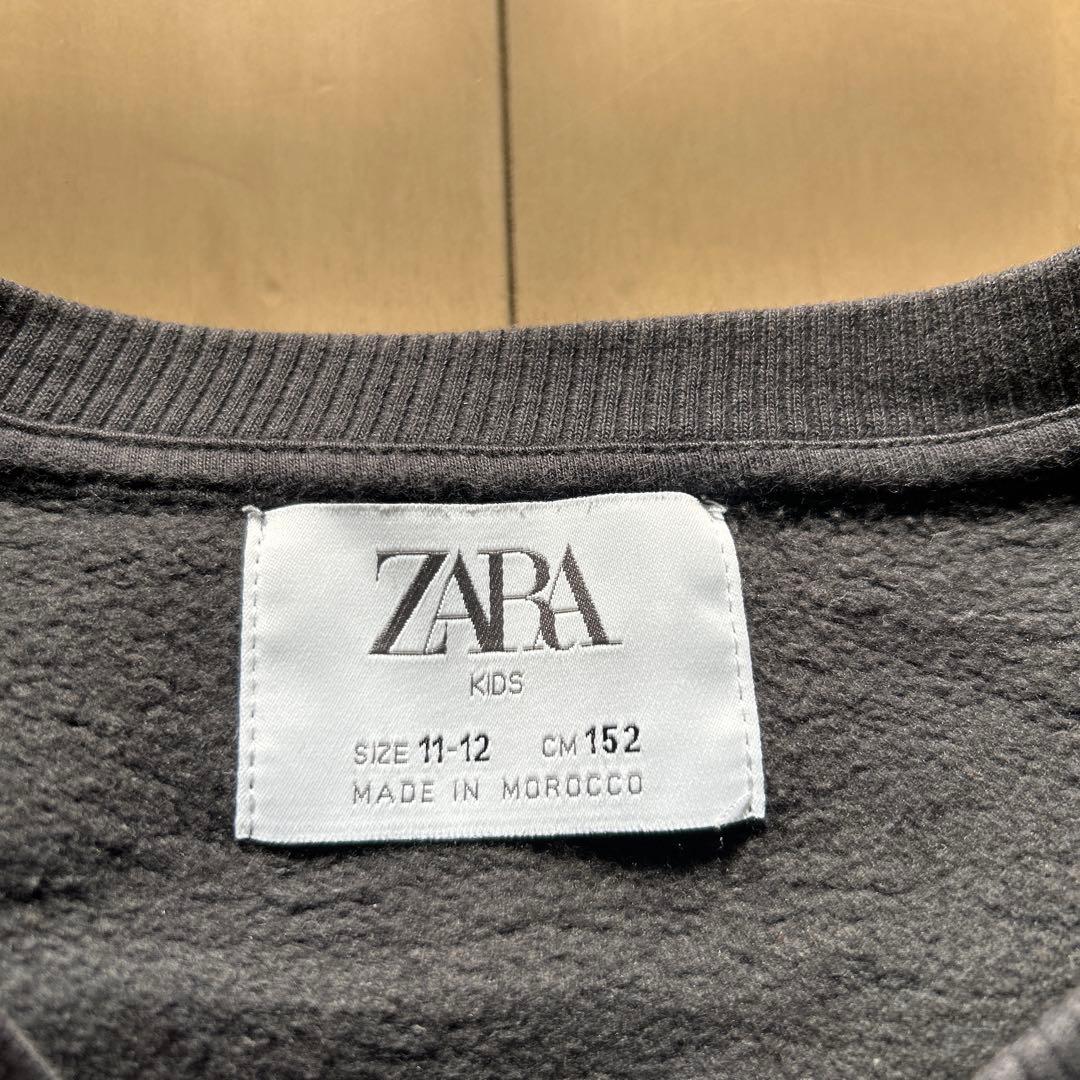 ZARA
KIDS
SIZE 11-12 CM 152
MADE IN MOROCCO